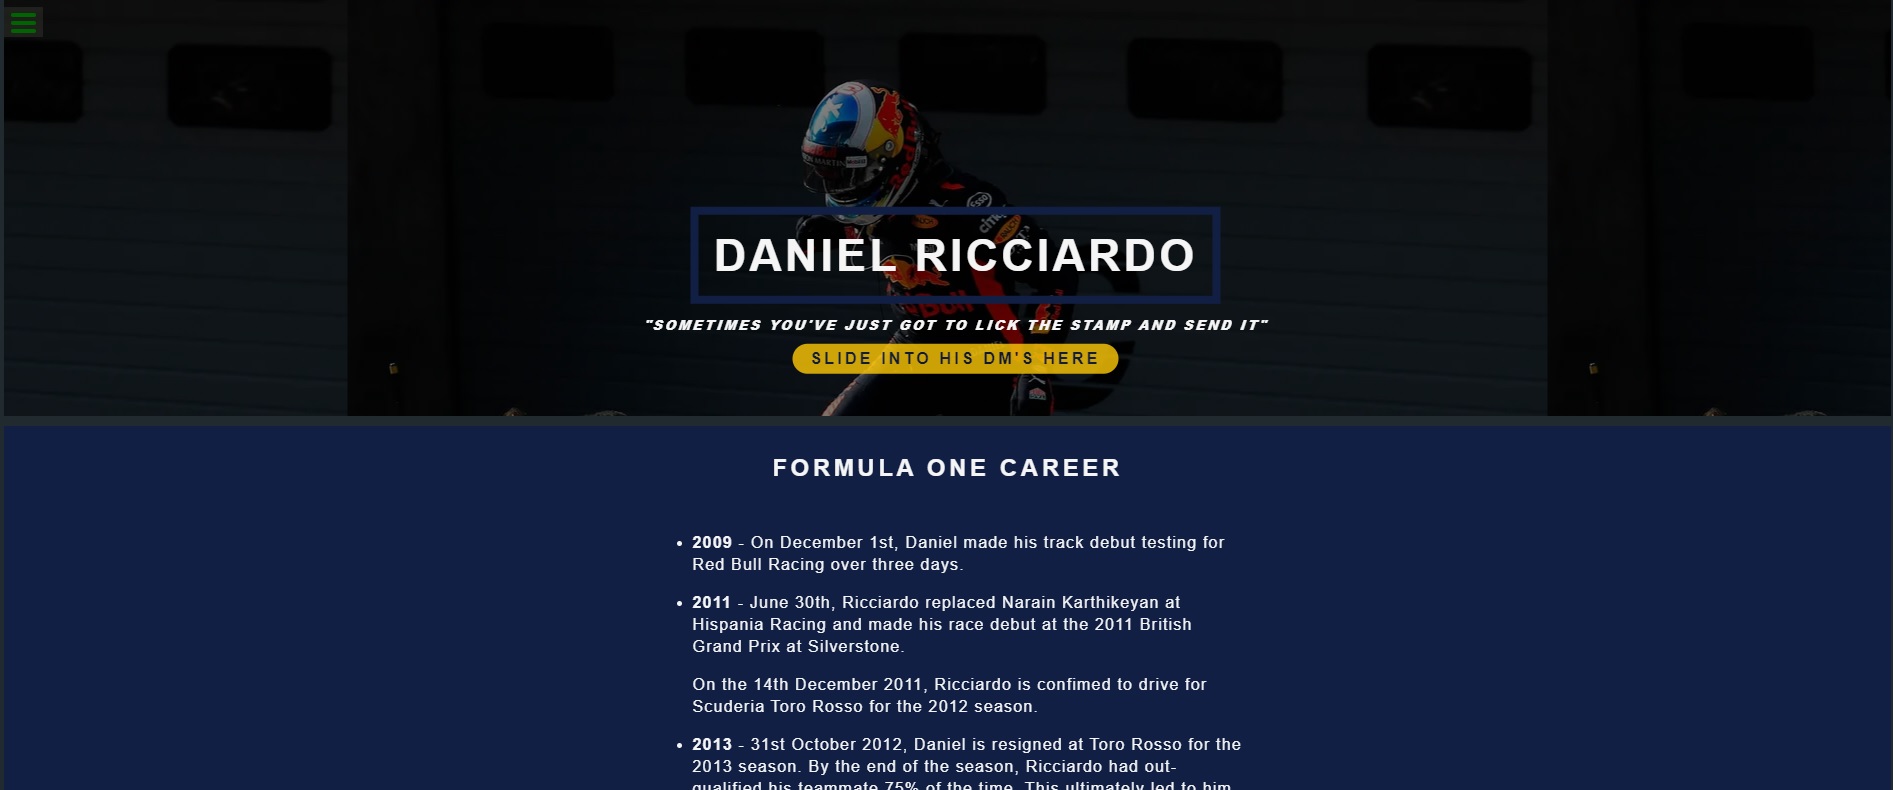 DANIEL RICCIARDO
"SOMETIMES YOU'VE JUST GOT TO LICK THE STAMP AND SEND IT"
SLIDE INTO HIS DM'S HERE
FORMULA ONE CAREER
• 2009 - On December 1st, Daniel made his track debut testing for
Red Bull Racing over three days.
• 2011 - June 30th, Ricciardo replaced Narain Karthikeyan at
Hispania Racing and made his race debut at the 2011 British
Grand Prix at Silverstone.
On the 14th December 2011, Ricciardo is confimed to drive for
Scuderia Toro Rosso for the 2012 season.
• 2013 - 31st October 2012, Daniel is resigned at Toro Rosso for the
2013 season. By the end of the season, Ricciardo had out-
qualified his teammate 75% of the time. This ultimately led to him